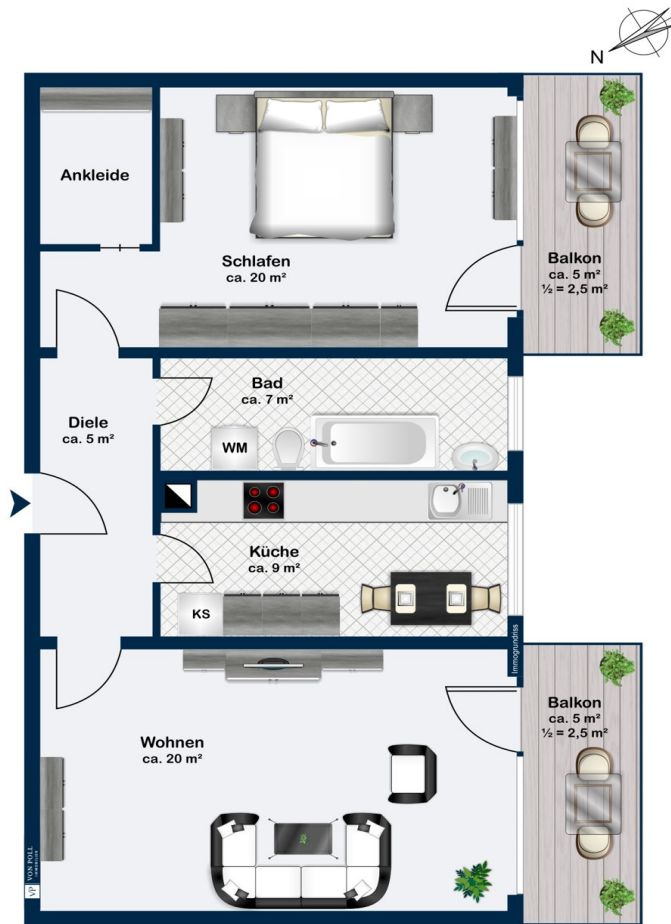 N
Ankleide
Schlafen
ca. 20 m²
Balkon
ca. 5 m²
½ = 2,5 m²
Bad
ca. 7 m²
Diele
ca. 5 m²
WM
Küche
ca. 9 m²
KS
Immogrundriss
Wohnen
ca. 20 m²
Balkon
ca. 5 m²
½ = 2,5 m²
VP
VON POLL
IMMOBILIEN